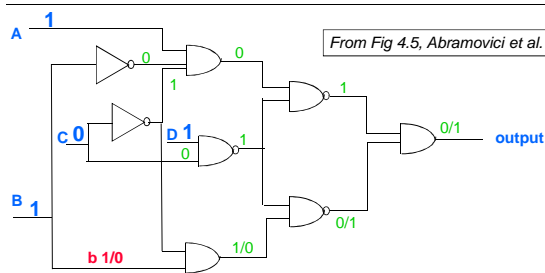 A 1
From Fig 4.5, Abramovici et al.
0
0
1
1
C 0
D 1
1
0
0/1
output
B 1
1/0
0/1
b 1/0